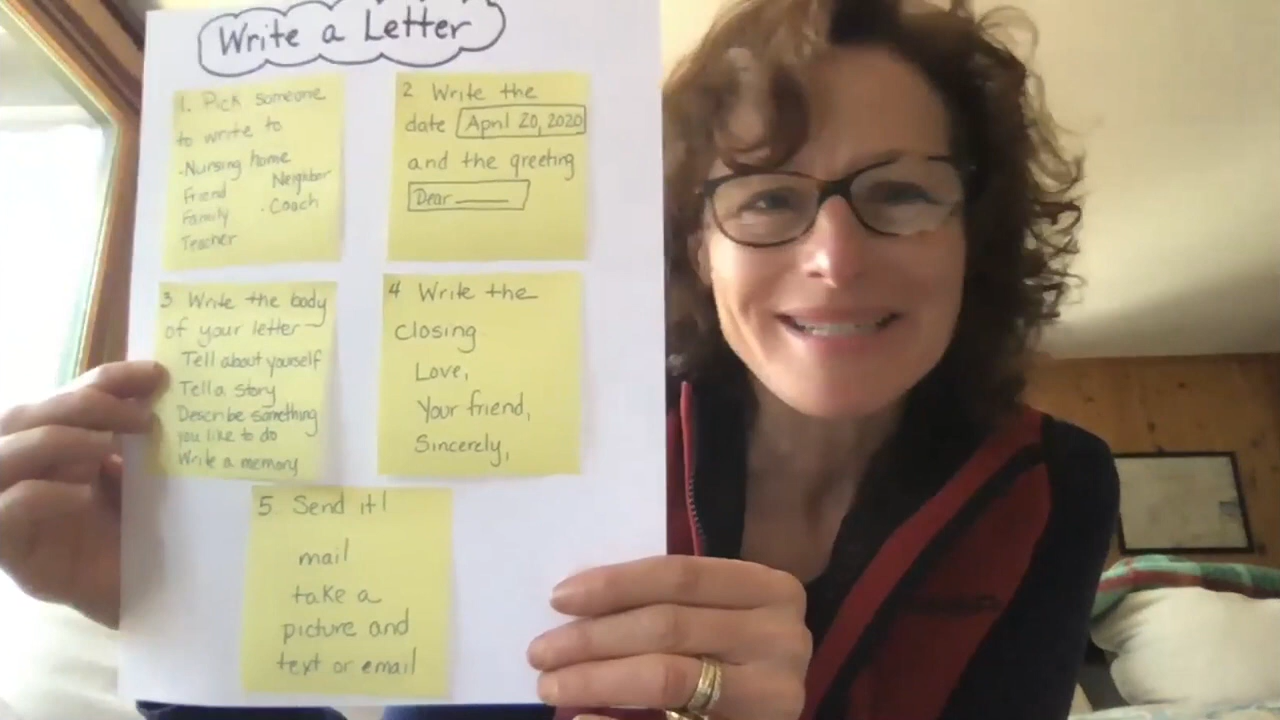 Write a Letter
1. Pick someone
to write to
-Nursing home
Friend Neighbor
Family · Coach
Teacher
2 Write the
date April 20, 2020
and the greeting
Dear ____
3 Write the body
of your letter
Tell about yourself
Tell a story
Describe something
you like to do
Write a memory
4 Write the
closing
Love,
Your friend,
Sincerely,
5 Send it!
mail
take a
picture and
text or email